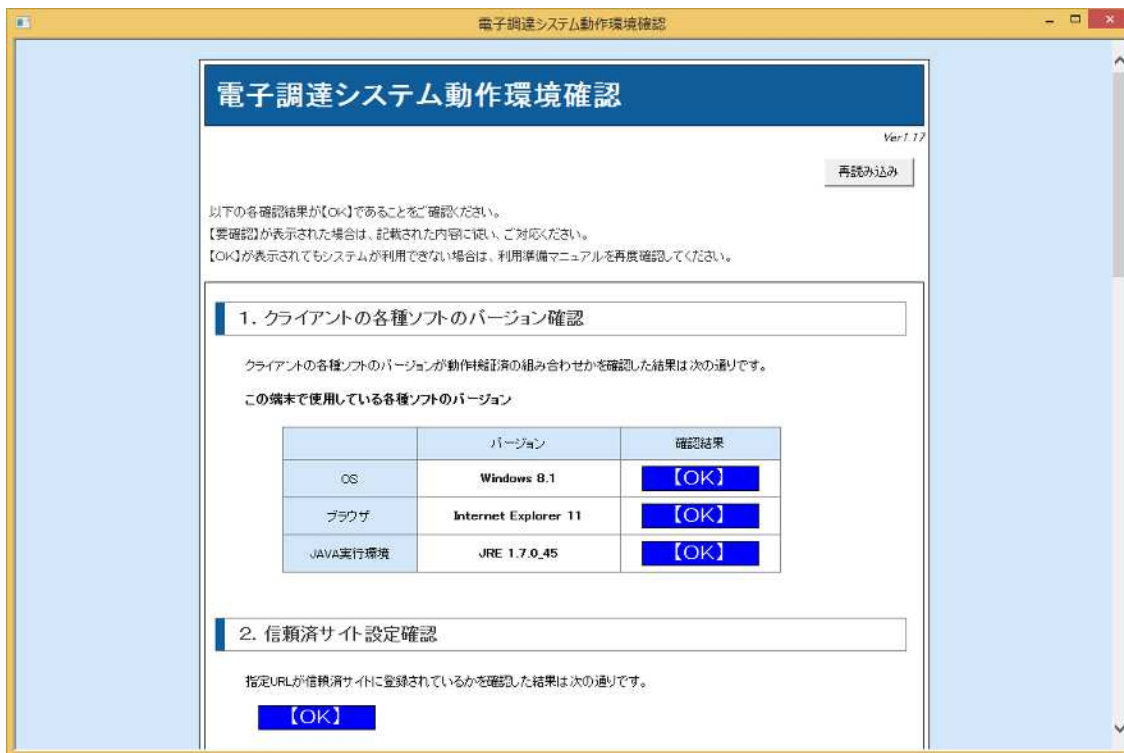 電子調達システム動作環境確認
電子調達システム動作環境確認
Ver1.17
再読み込み
以下の各確認結果が【OK】であることをご確認ください。
【要確認】が表示された場合は、記載された内容に従い、ご対応ください。
【OK】が表示されてもシステムが利用できない場合は、利用準備マニュアルを再度確認してください。
1. クライアントの各種ソフトのバージョン確認
クライアントの各種ソフトのバージョンが動作検証済の組み合わせかを確認した結果は次の通りです。
この端末で使用している各種ソフトのバージョン
バージョン 確認結果
OS Windows 8.1 【OK】
ブラウザ Internet Explorer 11 【OK】
JAVA実行環境 JRE 1.7.0_45 【OK】
2. 信頼済サイト設定確認
指定URLが信頼済サイトに登録されているかを確認した結果は次の通りです。
【OK】